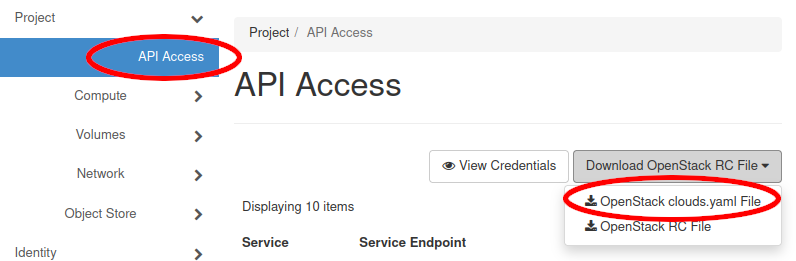 Project
API Access
Compute
Volumes
Network
Object Store
Identity
Project / API Access
API Access
View Credentials
Download OpenStack RC File
OpenStack clouds.yaml File
OpenStack RC File
Displaying 10 items
Service Service Endpoint